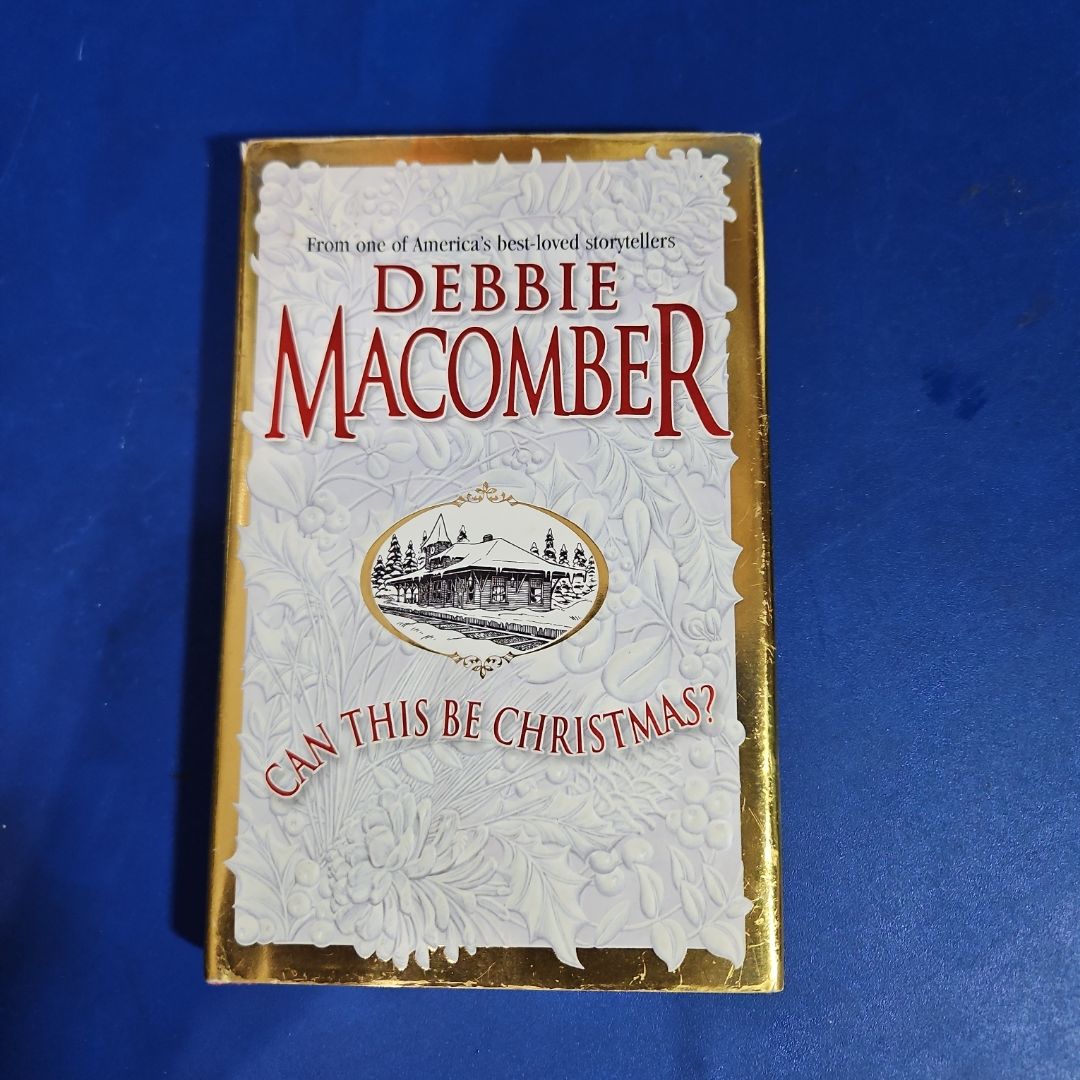 From one of America's best-loved storytellers
DEBBIE
MACOMBER
CAN THIS BE CHRISTMAS?